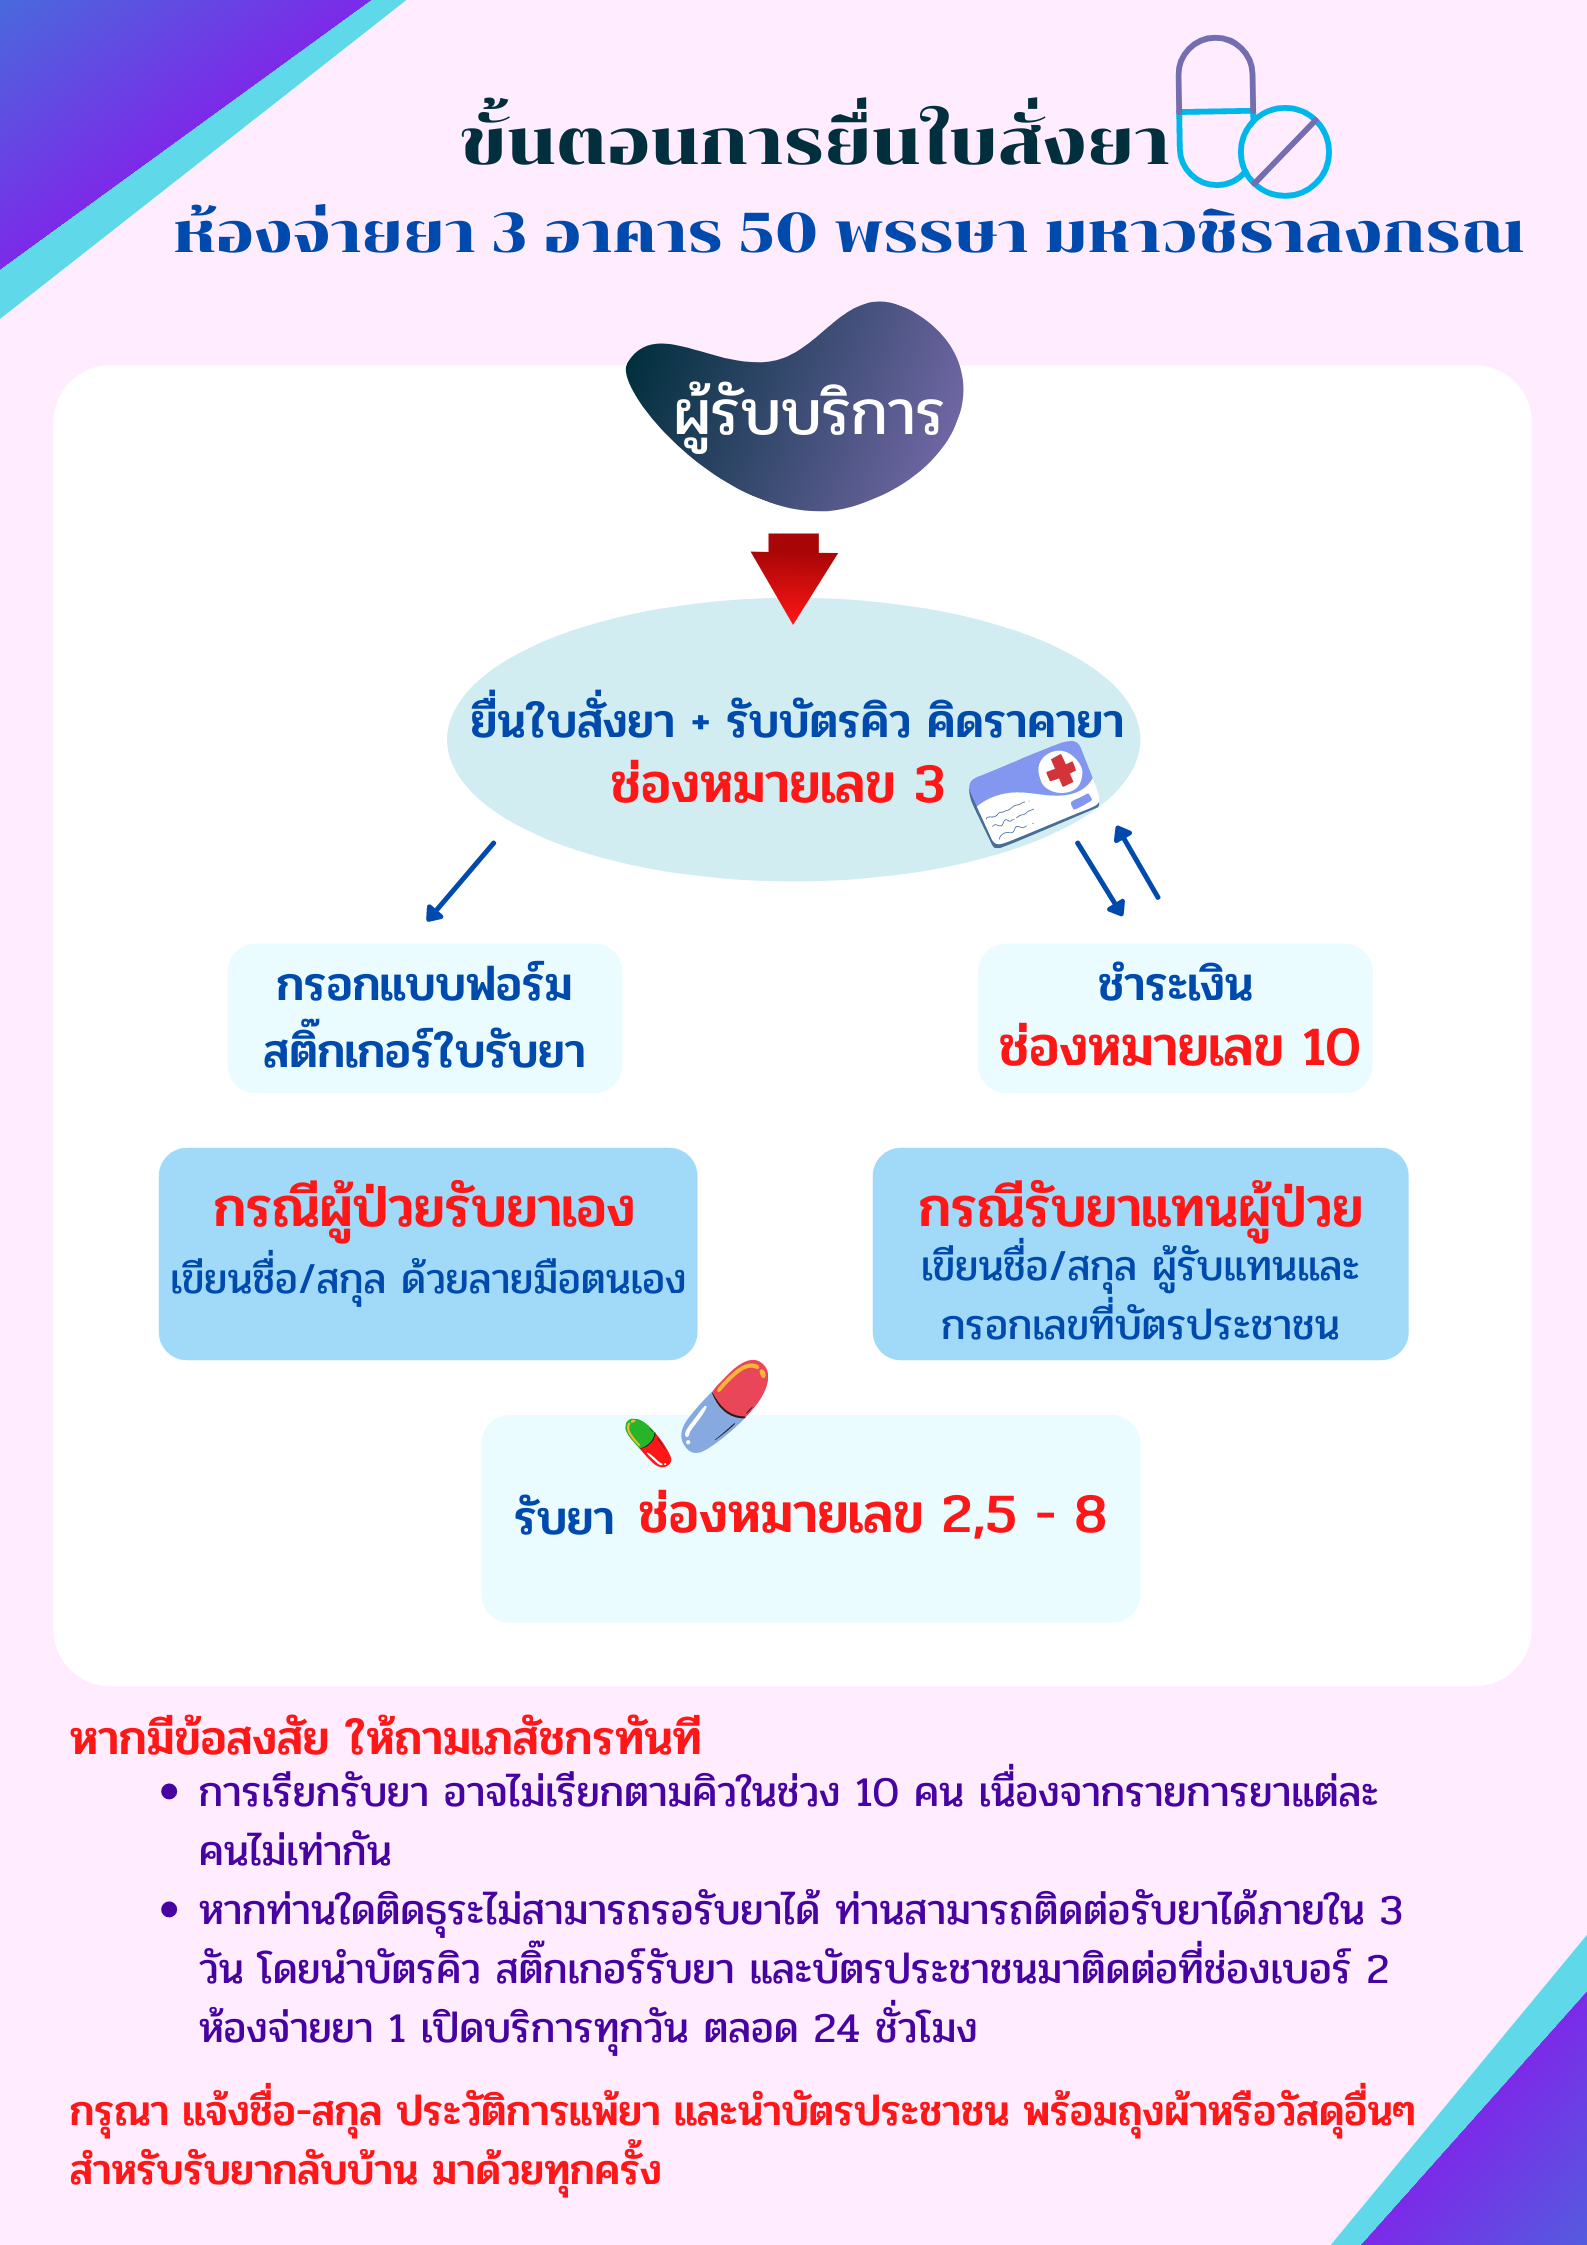 ขั้นตอนการยื่นใบสั่งยา
ห้องจ่ายยา 3 อาคาร 50 พรรษา มหาวชิราลงกรณ
ผู้รับบริการ
ยื่นใบสั่งยา + รับบัตรคิว คิดราคายา
ช่องหมายเลข 3
กรอกแบบฟอร์ม
สติ๊กเกอร์ใบรับยา
ชำระเงิน
ช่องหมายเลข 10
กรณีผู้ป่วยรับยาเอง
เขียนชื่อ/สกุล ด้วยลายมือตนเอง
กรณีรับยาแทนผู้ป่วย
เขียนชื่อ/สกุล ผู้รับแทนและ
กรอกเลขที่บัตรประชาชน
รับยา ช่องหมายเลข 2,5 - 8
หากมีข้อสงสัย ให้ถามเภสัชกรทันที
• การเรียกรับยา อาจไม่เรียกตามคิวในช่วง 10 คน เนื่องจากรายการยาแต่ละ
คนไม่เท่ากัน
• หากท่านใดติดธุระไม่สามารถรอรับยาได้ ท่านสามารถติดต่อรับยาได้ภายใน 3
วัน โดยนำบัตรคิว สติ๊กเกอร์รับยา และบัตรประชาชนมาติดต่อที่ช่องเบอร์ 2
ห้องจ่ายยา 1 เปิดบริการทุกวัน ตลอด 24 ชั่วโมง
กรุณา แจ้งชื่อ-สกุล ประวัติการแพ้ยา และนำบัตรประชาชน พร้อมถุงผ้าหรือวัสดุอื่นๆ
สำหรับรับยากลับบ้าน มาด้วยทุกครั้ง